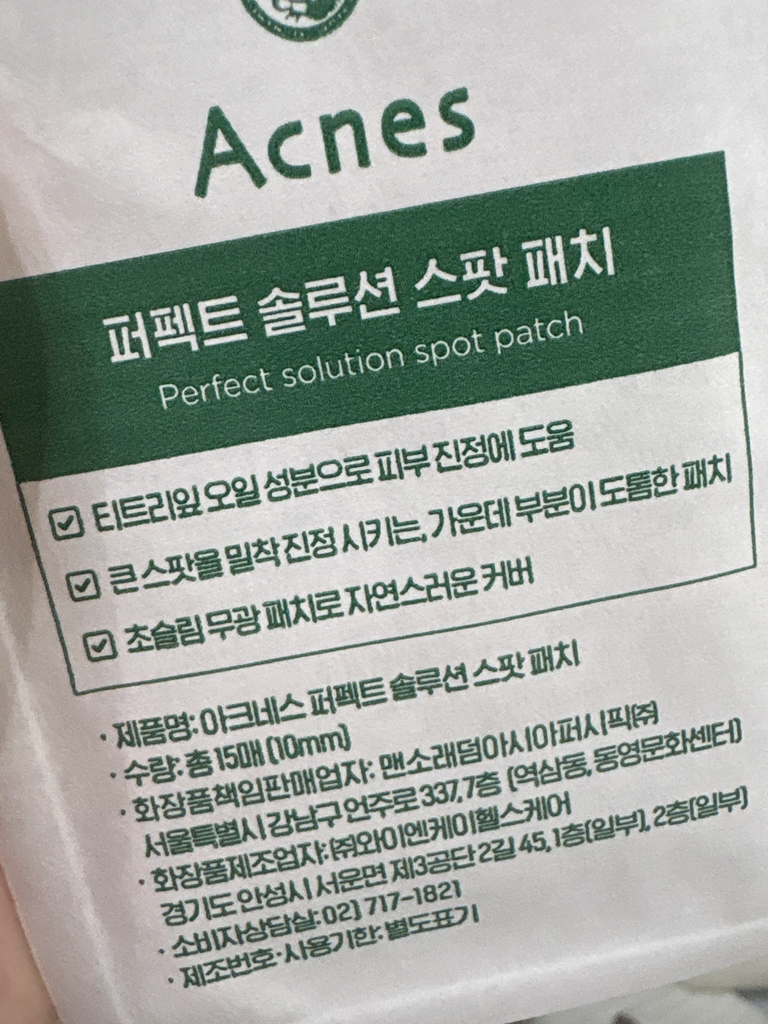 Acnes
퍼펙트 솔루션 스팟 패치
Perfect solution spot patch
티트리잎 오일 성분으로 피부 진정에 도움
큰 스팟을 밀착 진정 시키는, 가운데 부분이 도톰한 패치
초슬림 무광 패치로 자연스러운 커버
· 제품명: 아크네스 퍼펙트 솔루션 스팟 패치
· 수량: 총 15매 (10mm)
· 화장품책임판매업자: 맨소래덤아시아퍼시픽㈜
서울특별시 강남구 언주로 337, 7층 (역삼동, 동영문화센터)
· 화장품제조업자: ㈜와이엔케이헬스케어
경기도 안성시 서운면 제3공단 2길 45, 1층(일부), 2층(일부)
· 소비자상담실: 02) 717-1821
· 제조번호·사용기한: 별도표기